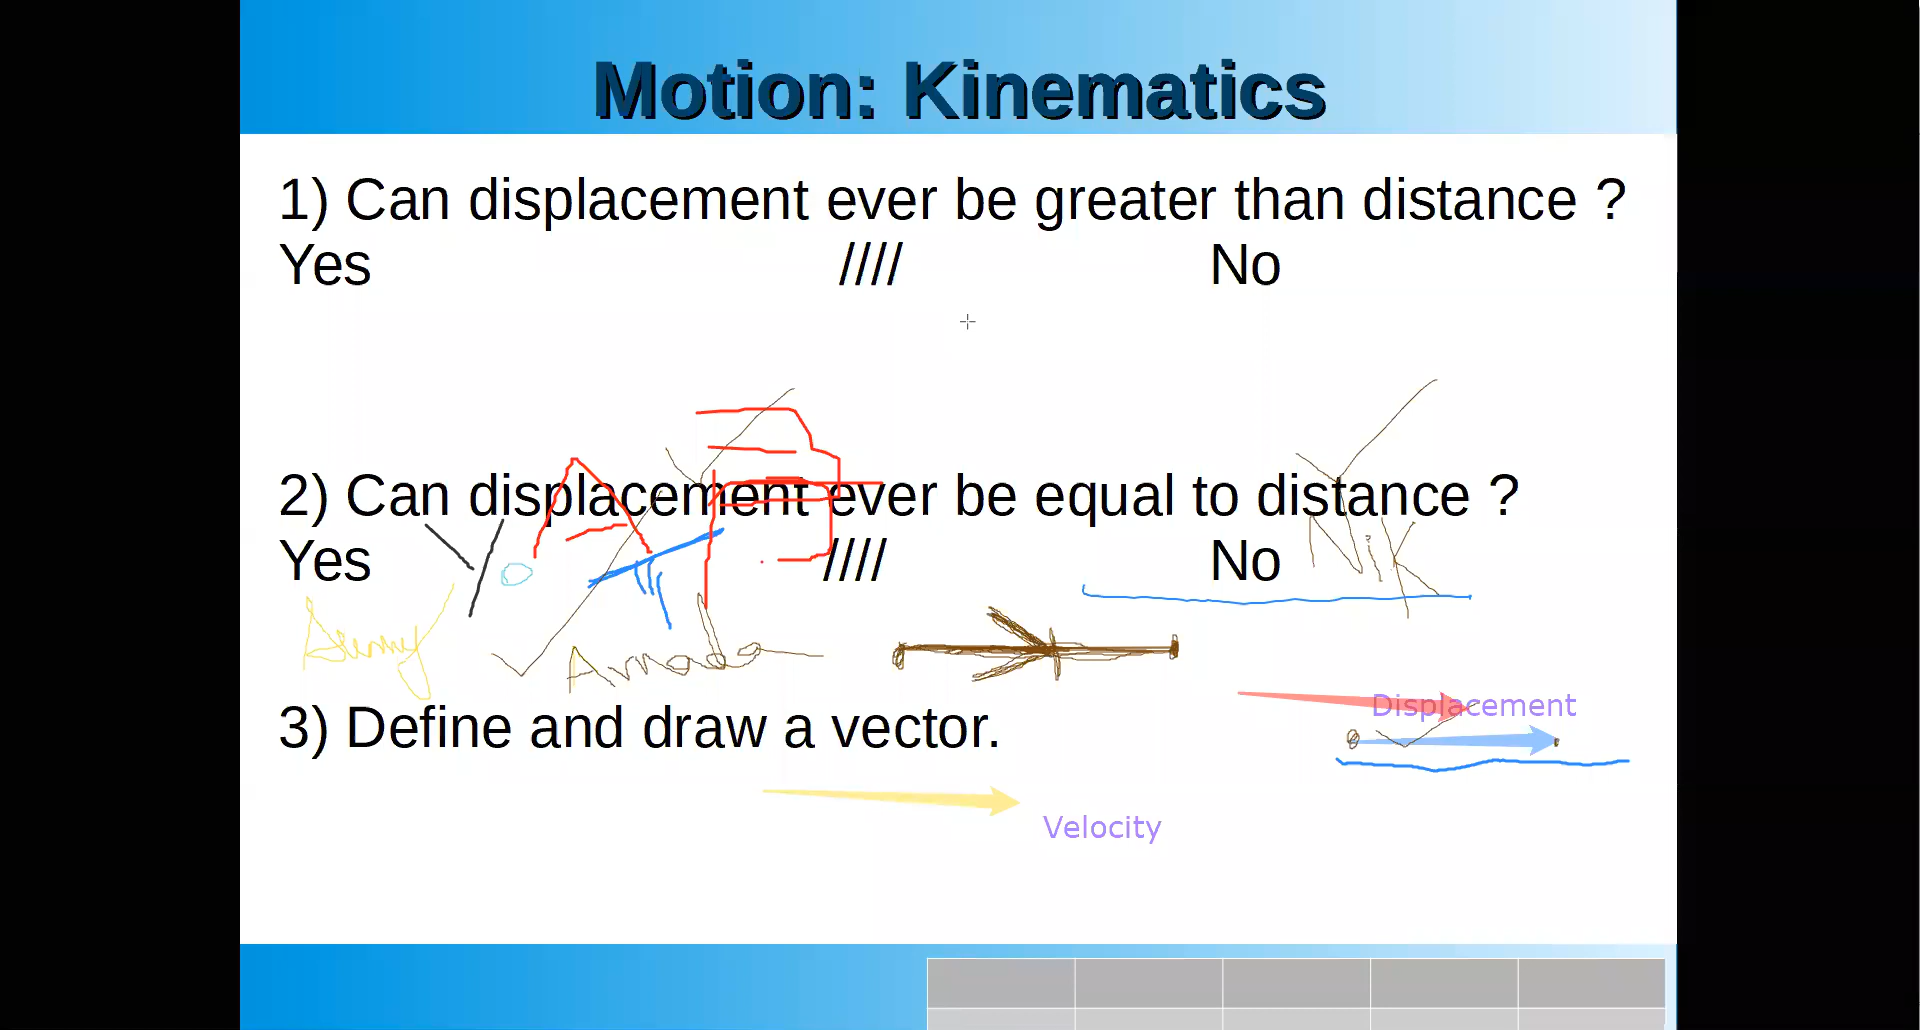 Motion: Kinematics
1) Can displacement ever be greater than distance ?
Yes //// No
2) Can displacement ever be equal to distance ?
Yes //// No
Nik
3) Define and draw a vector.
Displacement
Velocity